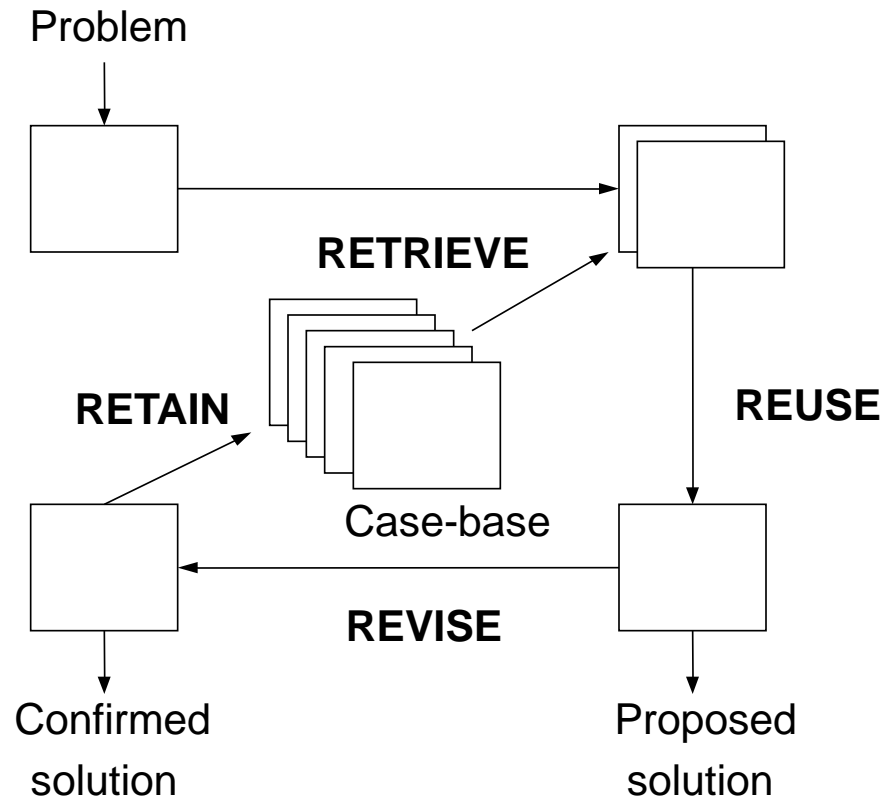 Problem
RETRIEVE
RETAIN
REUSE
Case-base
REVISE
Confirmed
solution
Proposed
solution